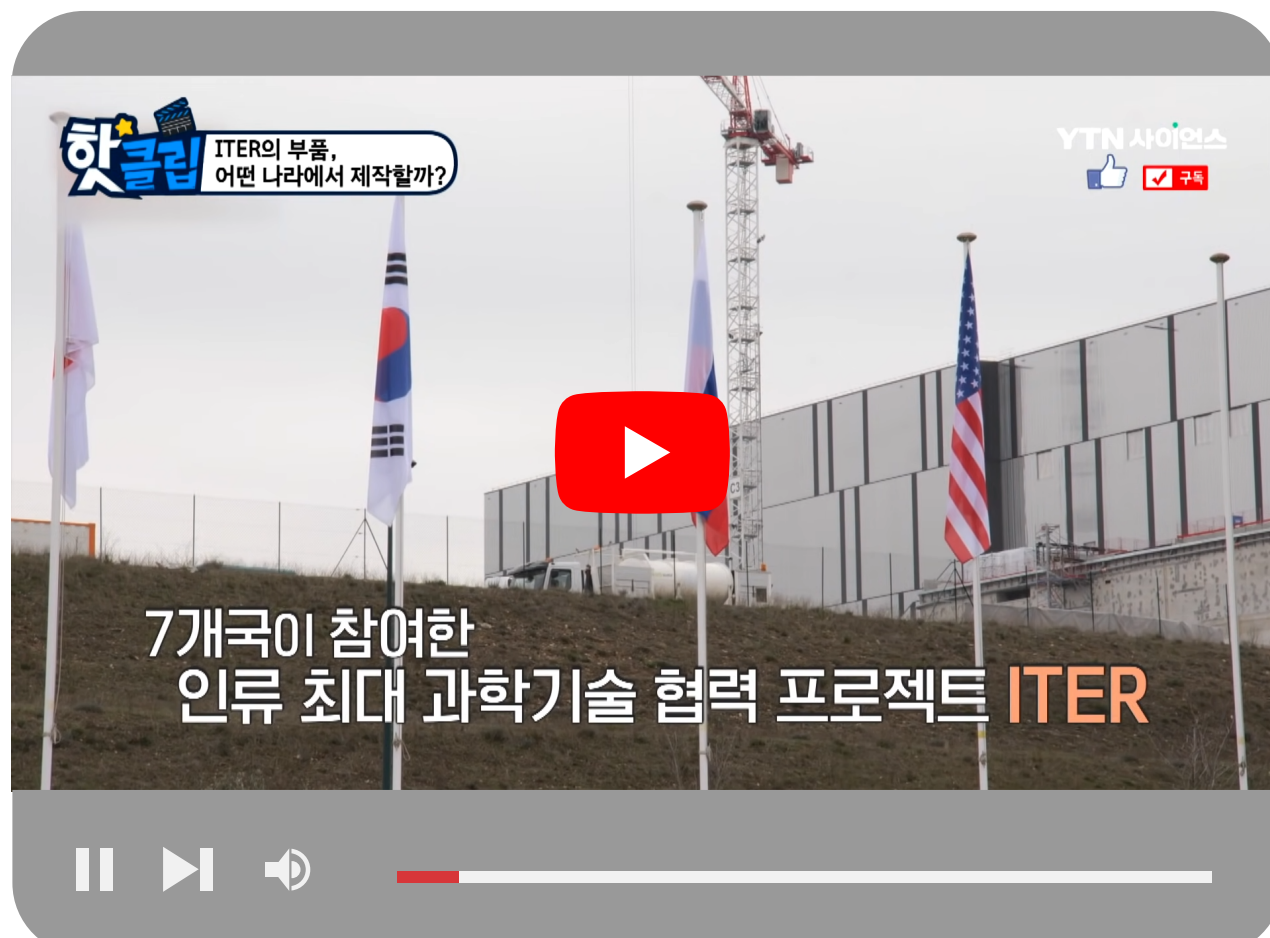 핫클립
ITER의 부품,
어떤 나라에서 제작할까?
YTN 사이언스
구독
7개국이 참여한
인류 최대 과학기술 협력 프로젝트 ITER